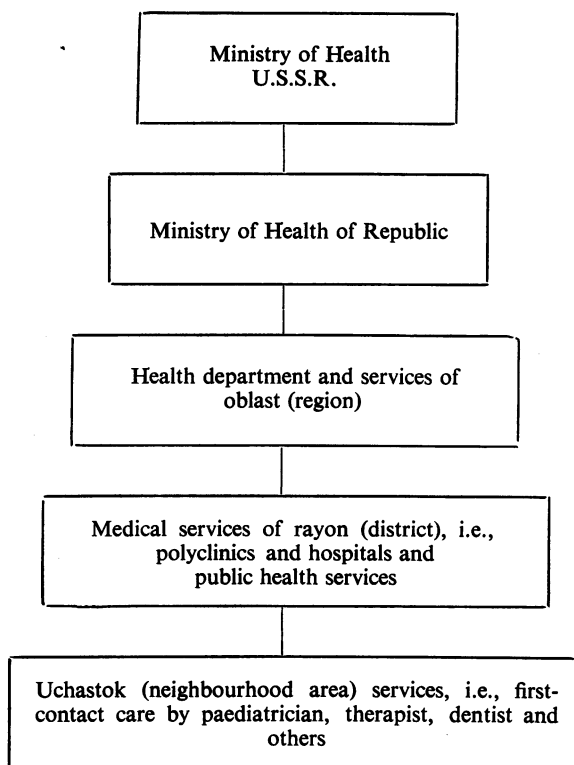 Ministry of Health
U.S.S.R.
Ministry of Health of Republic
Health department and services of
oblast (region)
Medical services of rayon (district), i.e.,
polyclinics and hospitals and
public health services
Uchastok (neighbourhood area) services, i.e., first-
contact care by paediatrician, therapist, dentist and
others